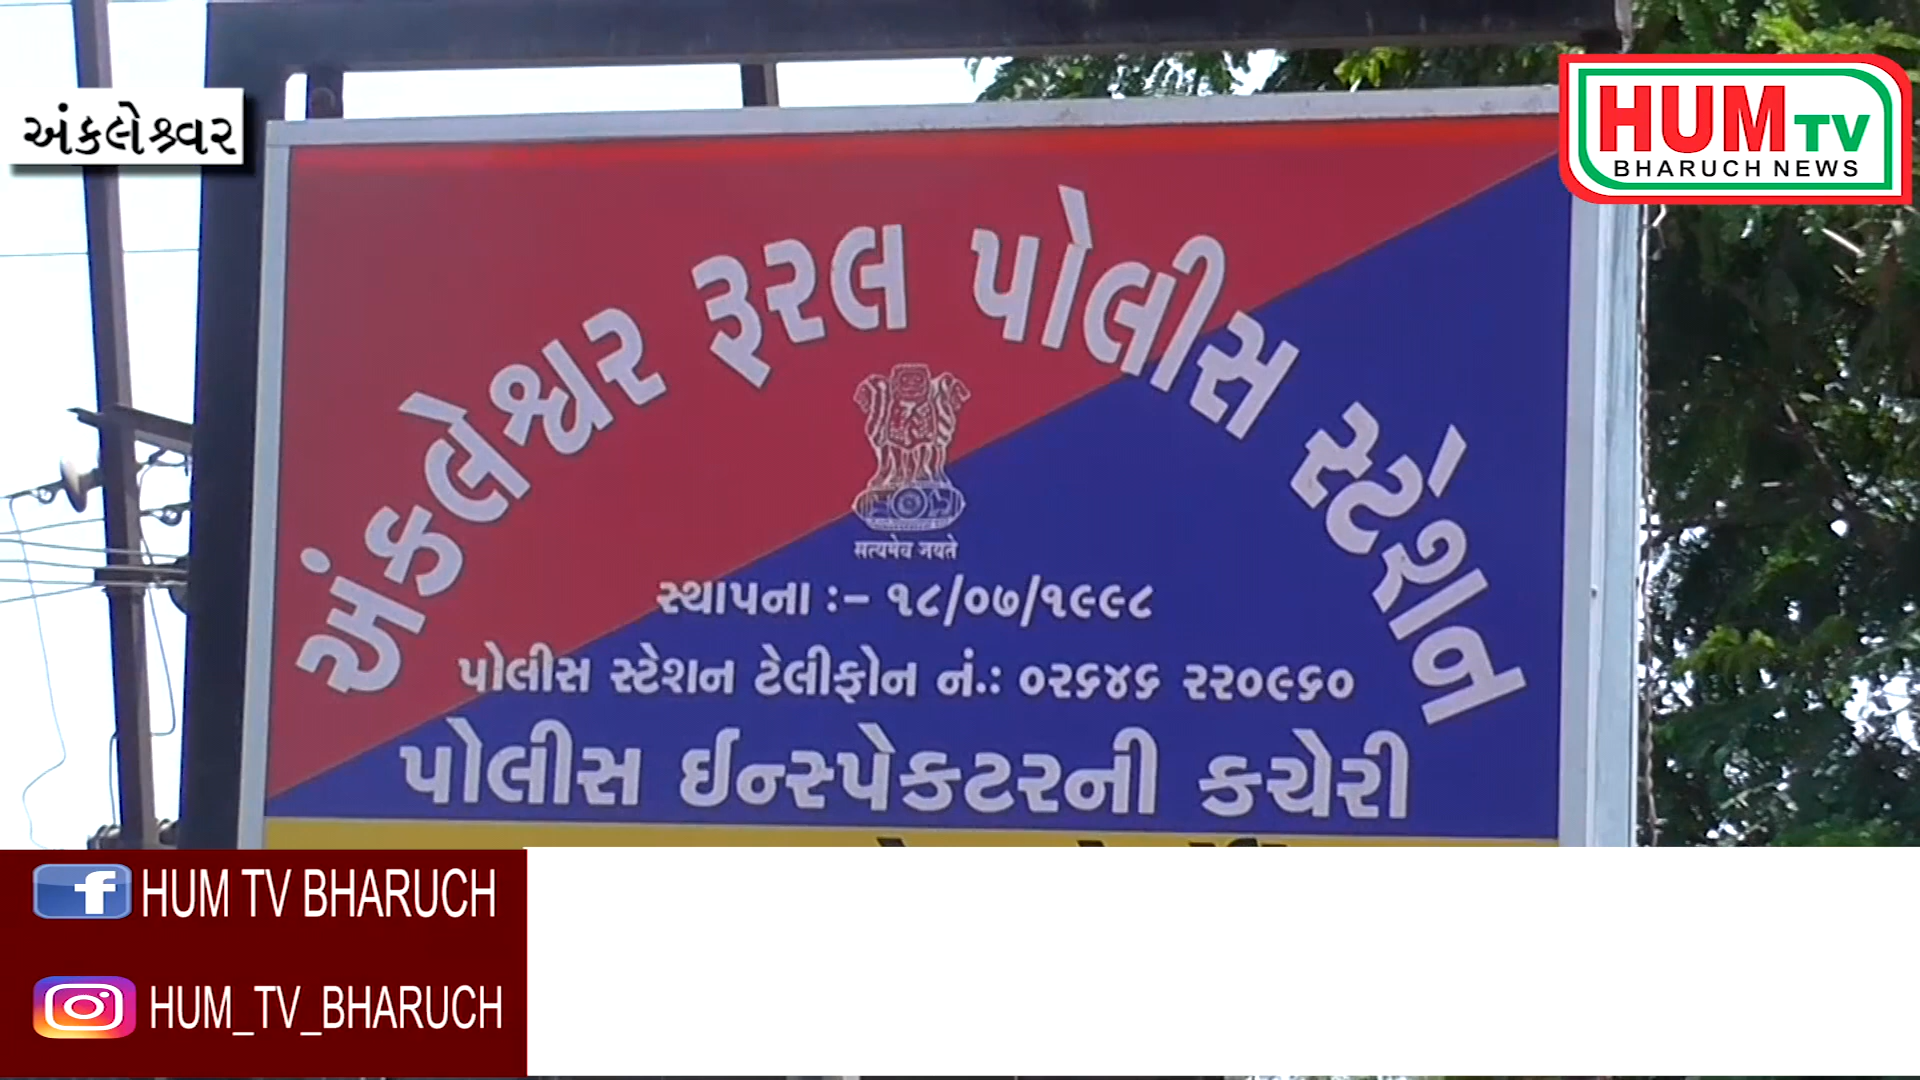 અંકલેશ્વર
HUM TV
BHARUCH NEWS
અંકલેશ્વર રૂરલ પોલીસ સ્ટેશન
सत्यमेव जयते
સ્થાપના :- ૧૮/૦૭/૧૯૯૮
પોલીસ સ્ટેશન ટેલીફોન નં.: ૦૨૬૪૬ ૨૨૦૯૬૦
પોલીસ ઈન્સ્પેકટરની કચેરી
HUM TV BHARUCH
HUM_TV_BHARUCH